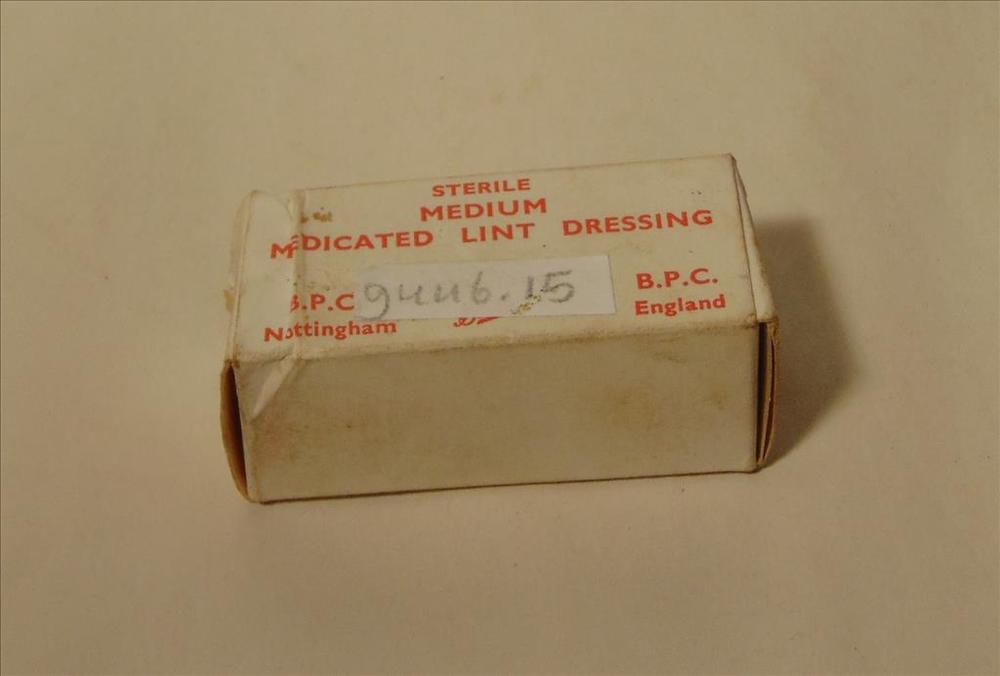 STERILE
MEDIUM
MEDICATED LINT DRESSING
B.P.C 9446.15 B.P.C.
Nottingham England